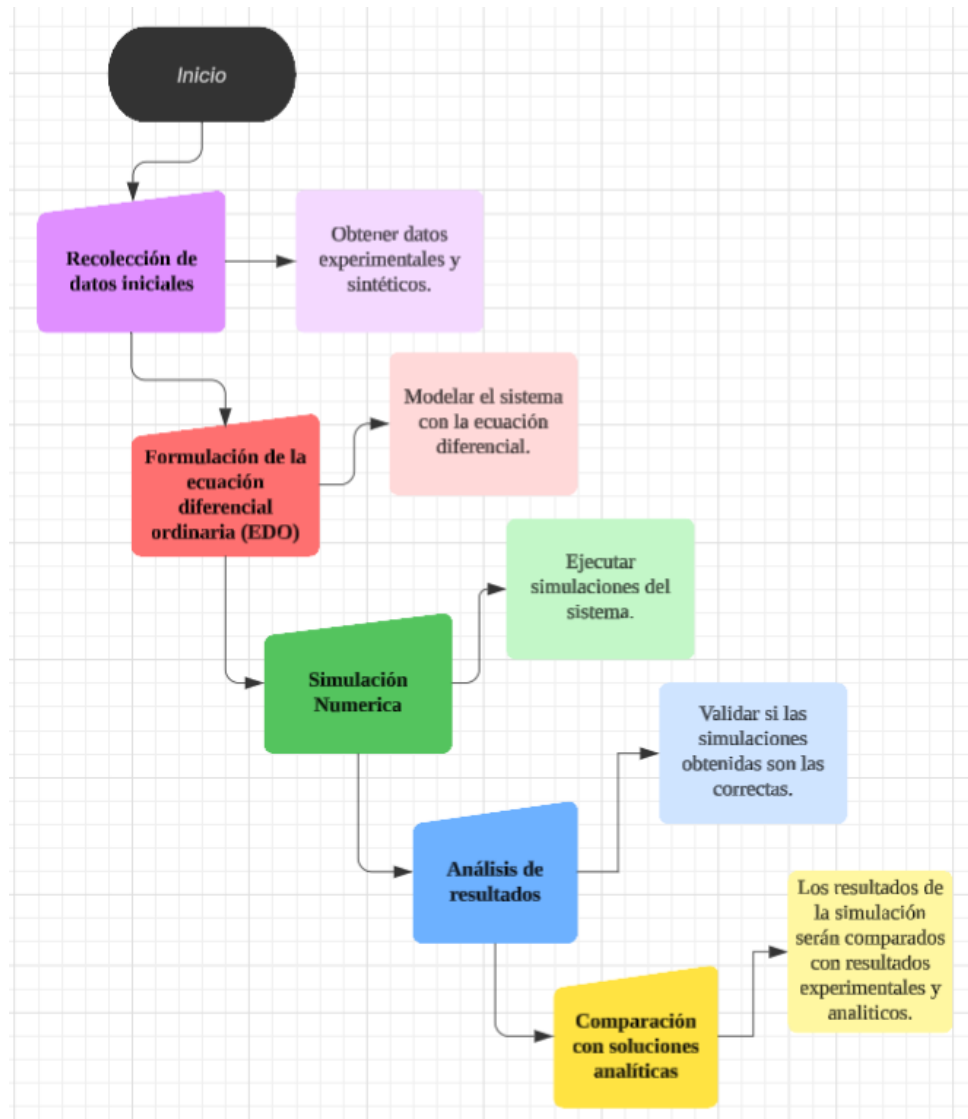 Inicio
Recolección de
datos iniciales
Obtener datos
experimentales y
sintéticos.
Modelar el sistema
con la ecuación
diferencial.
Formulación de la
ecuación
diferencial
ordinaria (EDO)
Ejecutar
simulaciones del
sistema.
Simulación
Numerica
Validar si las
simulaciones
obtenidas son las
correctas.
Análisis de
resultados
Los resultados de
la simulación
serán comparados
con resultados
experimentales y
analiticos.
Comparación
con soluciones
analíticas